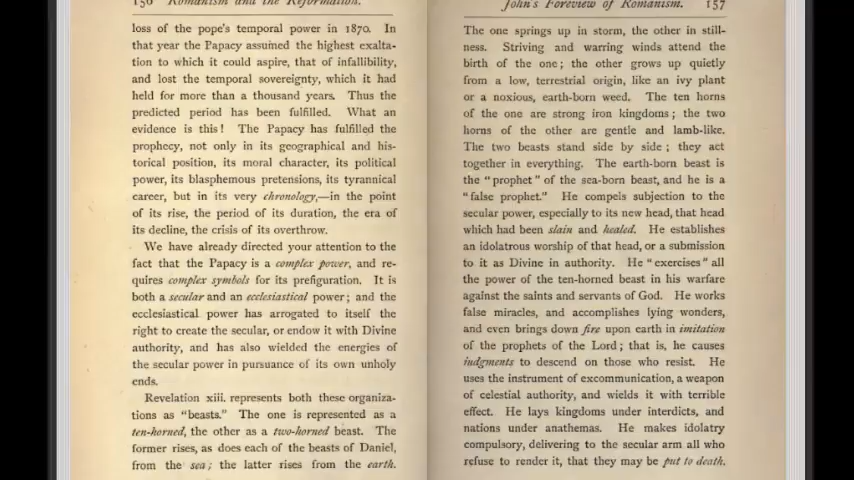 156 Romanism and the Reformation.
loss of the pope's temporal power in 1870. In
that year the Papacy assumed the highest exalta-
tion to which it could aspire, that of infallibility,
and lost the temporal sovereignty, which it had
held for more than a thousand years. Thus the
predicted period has been fulfilled. What an
evidence is this! The Papacy has fulfilled the
prophecy, not only in its geographical and his-
torical position, its moral character, its political
power, its blasphemous pretensions, its tyrannical
career, but in its very chronology,—in the point
of its rise, the period of its duration, the era of
its decline, the crisis of its overthrow.
We have already directed your attention to the
fact that the Papacy is a complex power, and re-
quires complex symbols for its prefiguration. It is
both a secular and an ecclesiastical power; and the
ecclesiastical power has arrogated to itself the
right to create the secular, or endow it with Divine
authority, and has also wielded the energies of
the secular power in pursuance of its own unholy
ends.
Revelation xiii. represents both these organiza-
tions as "beasts." The one is represented as a
ten-horned, the other as a two-horned beast. The
former rises, as does each of the beasts of Daniel,
from the sea; the latter rises from the earth.
John's Foreview of Romanism. 157
The one springs up in storm, the other in still-
ness. Striving and warring winds attend the
birth of the one; the other grows up quietly
from a low, terrestrial origin, like an ivy plant
or a noxious, earth-born weed. The ten horns
of the one are strong iron kingdoms; the two
horns of the other are gentle and lamb-like.
The two beasts stand side by side; they act
together in everything. The earth-born beast is
the "prophet" of the sea-born beast, and he is a
"false prophet." He compels subjection to the
secular power, especially to its new head, that head
which had been slain and healed. He establishes
an idolatrous worship of that head, or a submission
to it as Divine in authority. He "exercises" all
the power of the ten-horned beast in his warfare
against the saints and servants of God. He works
false miracles, and accomplishes lying wonders,
and even brings down fire upon earth in imitation
of the prophets of the Lord; that is, he causes
judgments to descend on those who resist. He
uses the instrument of excommunication, a weapon
of celestial authority, and wields it with terrible
effect. He lays kingdoms under interdicts, and
nations under anathemas. He makes idolatry
compulsory, delivering to the secular arm all who
refuse to render it, that they may be put to death.